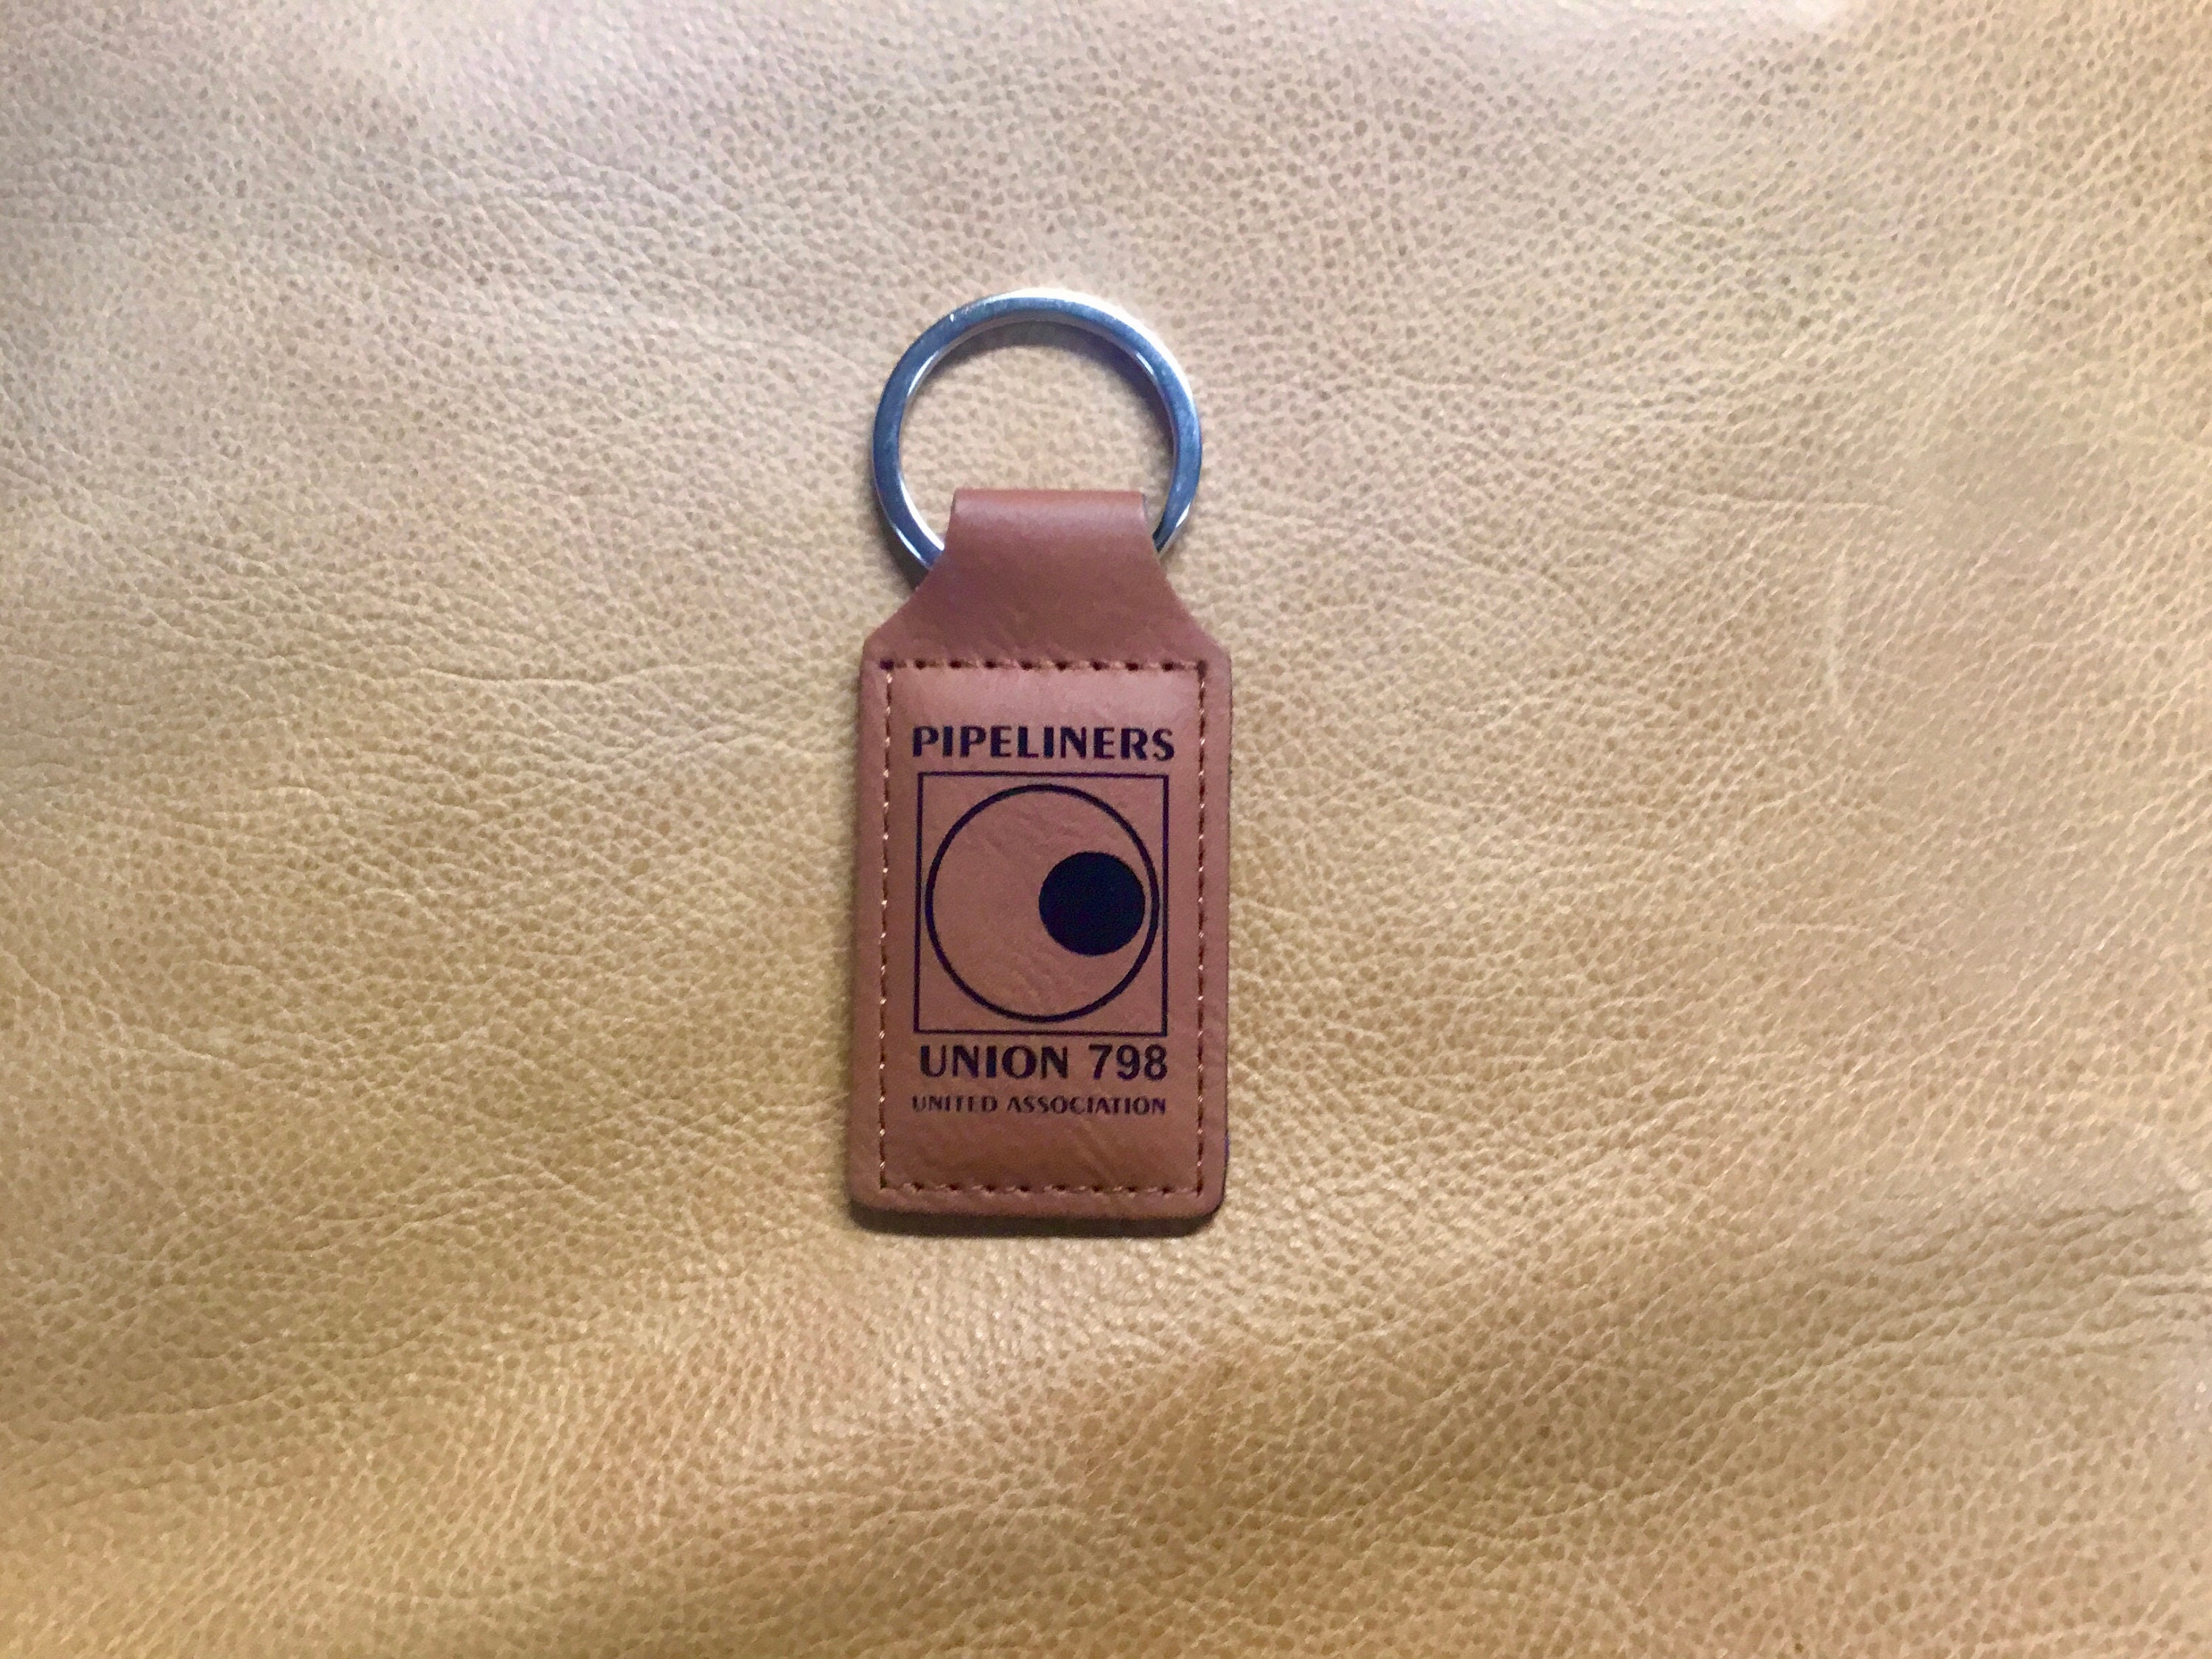 PIPELINERS
UNION 798
UNITED ASSOCIATION